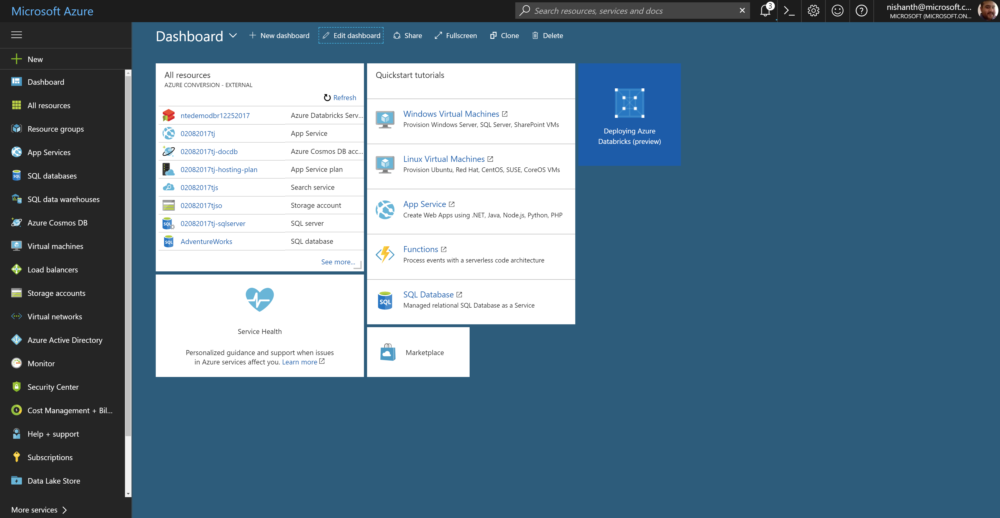 Microsoft Azure
Search resources, services and docs
3
nishanth@microsoft.c...
MICROSOFT (MICROSOFT.ON...
New
Dashboard
All resources
Resource groups
App Services
SQL
SQL databases
SQL data warehouses
Azure Cosmos DB
Virtual machines
Load balancers
Storage accounts
Virtual networks
Azure Active Directory
Monitor
Security Center
Cost Management + Bil...
Help + support
Subscriptions
Data Lake Store
More services
Dashboard
New dashboard
Edit dashboard
Share
Fullscreen
Clone
Delete
All resources
AZURE CONVERSION - EXTERNAL
Refresh
ntedemodbr12252017 Azure Databricks Serv...
02082017tj App Service
02082017tj-docdb Azure Cosmos DB acc...
02082017tj-hosting-plan App Service plan
02082017tjs Search service
02082017tjso Storage account
SQL 02082017tj-sqlserver SQL server
SQL AdventureWorks SQL database
See more...
Service Health
Personalized guidance and support when issues
in Azure services affect you. Learn more
Quickstart tutorials
Windows Virtual Machines
Provision Windows Server, SQL Server, SharePoint VMs
Linux Virtual Machines
Provision Ubuntu, Red Hat, CentOS, SUSE, CoreOS VMs
App Service
Create Web Apps using .NET, Java, Node.js, Python, PHP
Functions
Process events with a serverless code architecture
SQL
SQL Database
Managed relational SQL Database as a Service
Marketplace
Deploying Azure
Databricks (preview)